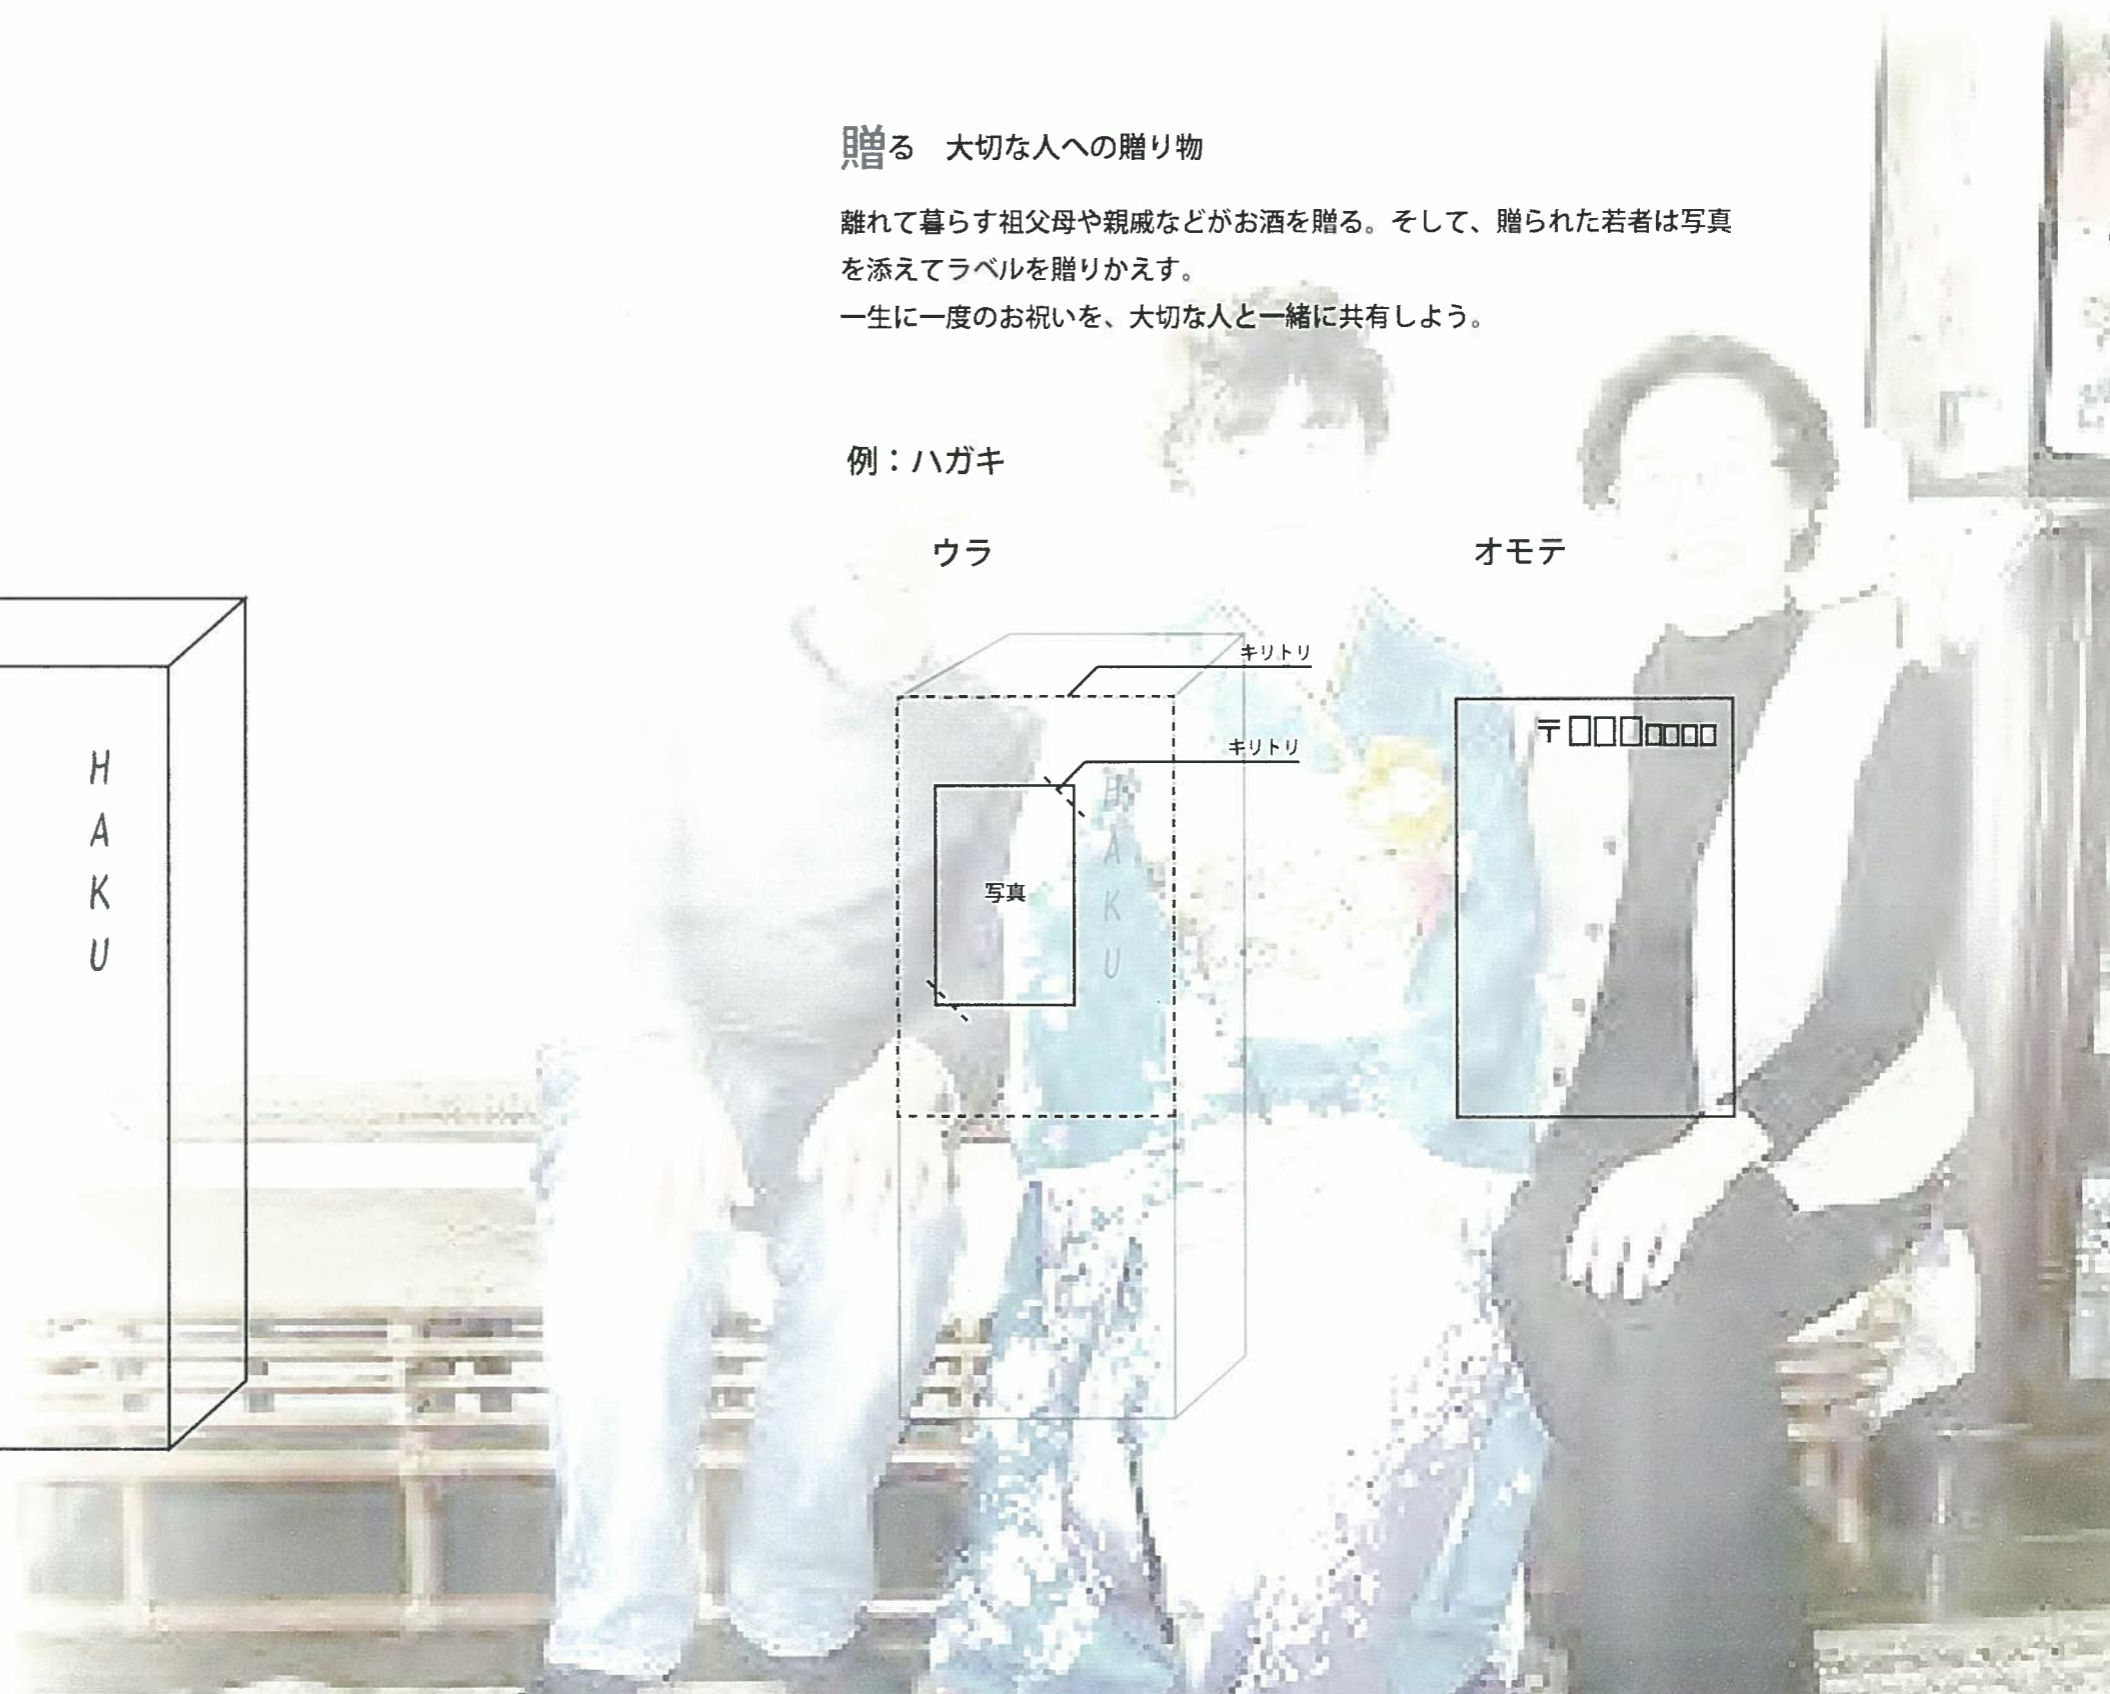 贈る　大切な人への贈り物
離れて暮らす祖父母や親戚などがお酒を贈る。そして、贈られた若者は写真
を添えてラベルを贈りかえす。
一生に一度のお祝いを、大切な人と一緒に共有しよう。
例：ハガキ
ウラ
オモテ
キリトリ
キリトリ
写真
HAKU
HAKU
〒